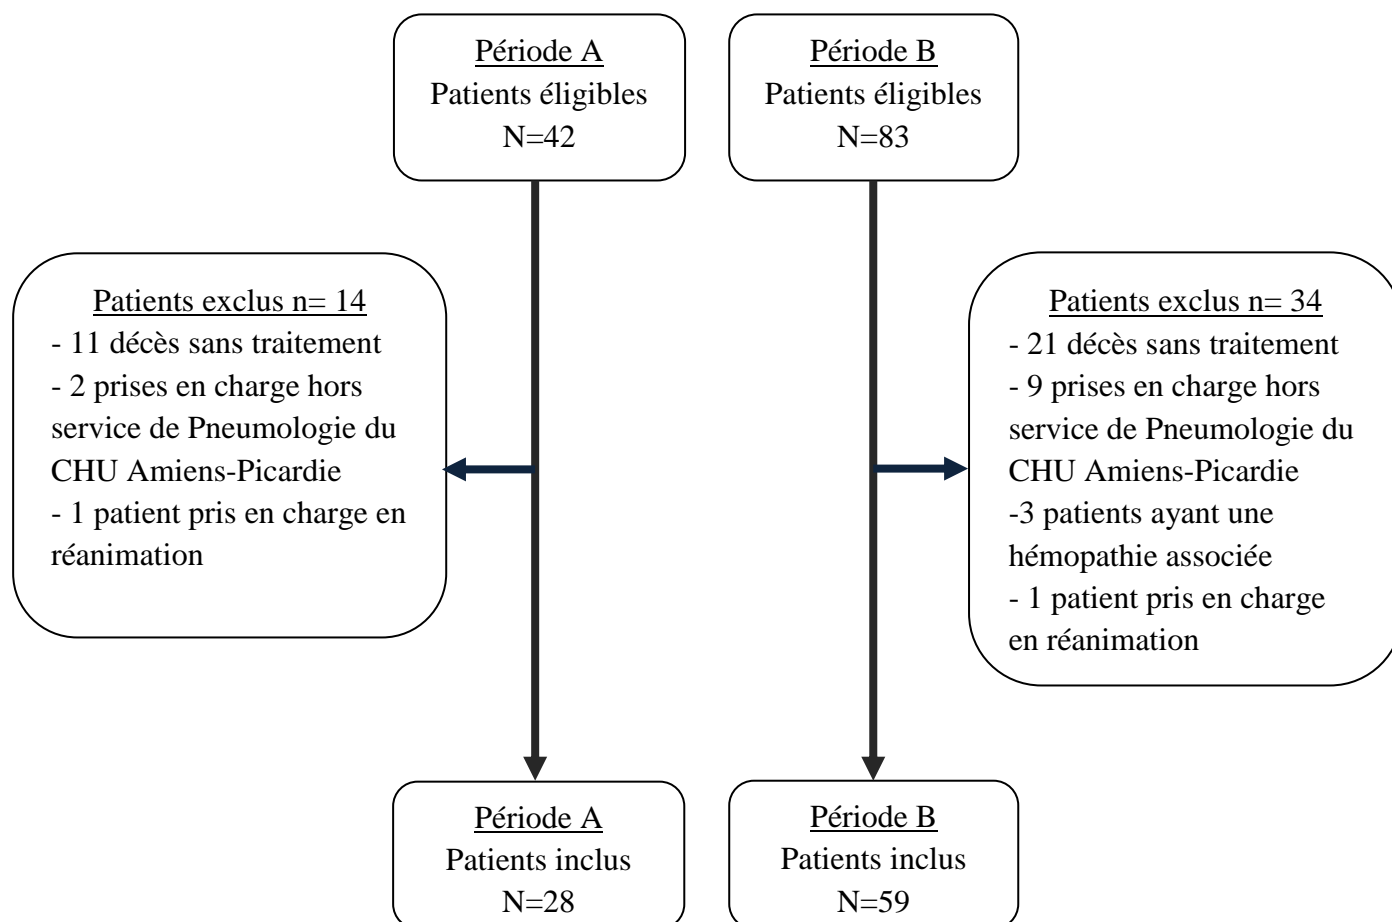 Période A
Patients éligibles
N=42
Période B
Patients éligibles
N=83
Patients exclus n= 14
- 11 décès sans traitement
- 2 prises en charge hors
service de Pneumologie du
CHU Amiens-Picardie
- 1 patient pris en charge en
réanimation
Patients exclus n= 34
- 21 décès sans traitement
- 9 prises en charge hors
service de Pneumologie du
CHU Amiens-Picardie
-3 patients ayant une
hémopathie associée
- 1 patient pris en charge
en réanimation
Période A
Patients inclus
N=28
Période B
Patients inclus
N=59